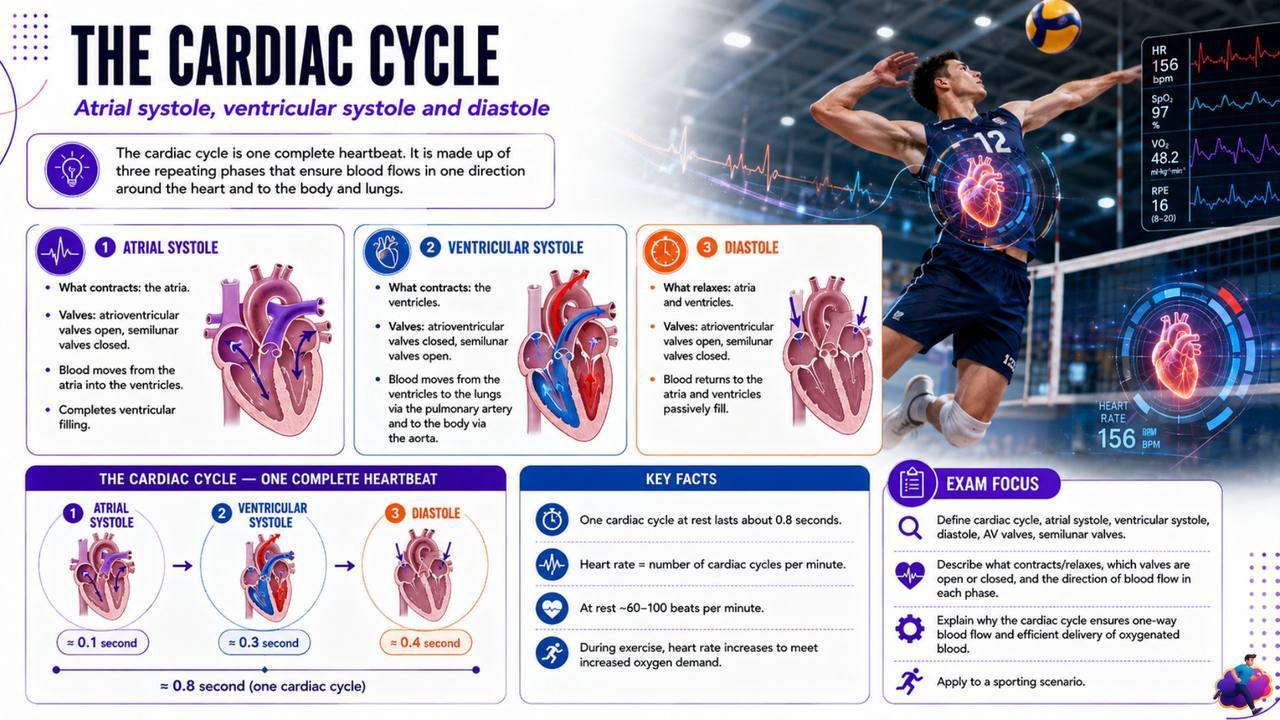 THE CARDIAC CYCLE
Atrial systole, ventricular systole and diastole
The cardiac cycle is one complete heartbeat. It is made up of
three repeating phases that ensure blood flows in one direction
around the heart and to the body and lungs.
1 ATRIAL SYSTOLE
• What contracts: the atria.
• Valves: atrioventricular
valves open, semilunar
valves closed.
• Blood moves from the
atria into the ventricles.
• Completes ventricular
filling.
2 VENTRICULAR SYSTOLE
• What contracts: the
ventricles.
• Valves: atrioventricular
valves closed, semilunar
valves open.
• Blood moves from the
ventricles to the lungs
via the pulmonary artery
and to the body via
the aorta.
3 DIASTOLE
• What relaxes: atria
and ventricles.
• Valves: atrioventricular
valves open, semilunar
valves closed.
• Blood returns to the
atria and ventricles
passively fill.
12
HR
156
bpm
SpO₂
97
%
VO₂
48.2
ml·kg⁻¹·min⁻¹
RPE
16
(8–20)
HEART
RATE
156 BPM
THE CARDIAC CYCLE — ONE COMPLETE HEARTBEAT
1 ATRIAL
SYSTOLE
2 VENTRICULAR
SYSTOLE
3 DIASTOLE
≈ 0.1 second
≈ 0.3 second
≈ 0.4 second
≈ 0.8 second (one cardiac cycle)
KEY FACTS
One cardiac cycle at rest lasts about 0.8 seconds.
Heart rate = number of cardiac cycles per minute.
At rest ~60–100 beats per minute.
During exercise, heart rate increases to meet
increased oxygen demand.
EXAM FOCUS
Define cardiac cycle, atrial systole, ventricular systole,
diastole, AV valves, semilunar valves.
Describe what contracts/relaxes, which valves are
open or closed, and the direction of blood flow in
each phase.
Explain why the cardiac cycle ensures one-way
blood flow and efficient delivery of oxygenated
blood.
Apply to a sporting scenario.